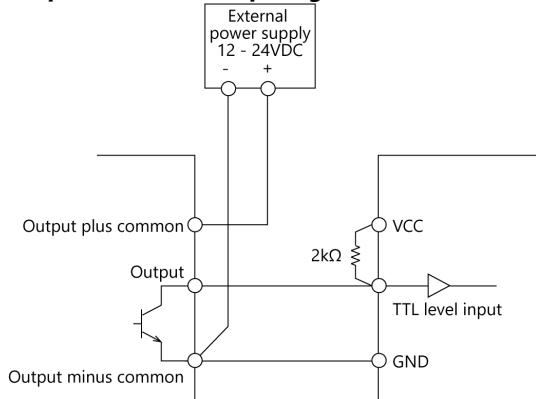 External
power supply
12 - 24VDC
- +
Output plus common
VCC
2kΩ
Output
TTL level input
GND
Output minus common